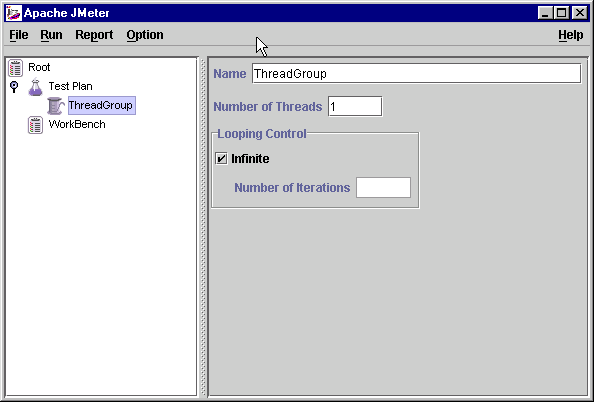 Apache JMeter
File Run Report Option Help
Root
Test Plan
ThreadGroup
WorkBench
Name ThreadGroup
Number of Threads 1
Looping Control
Infinite
Number of Iterations